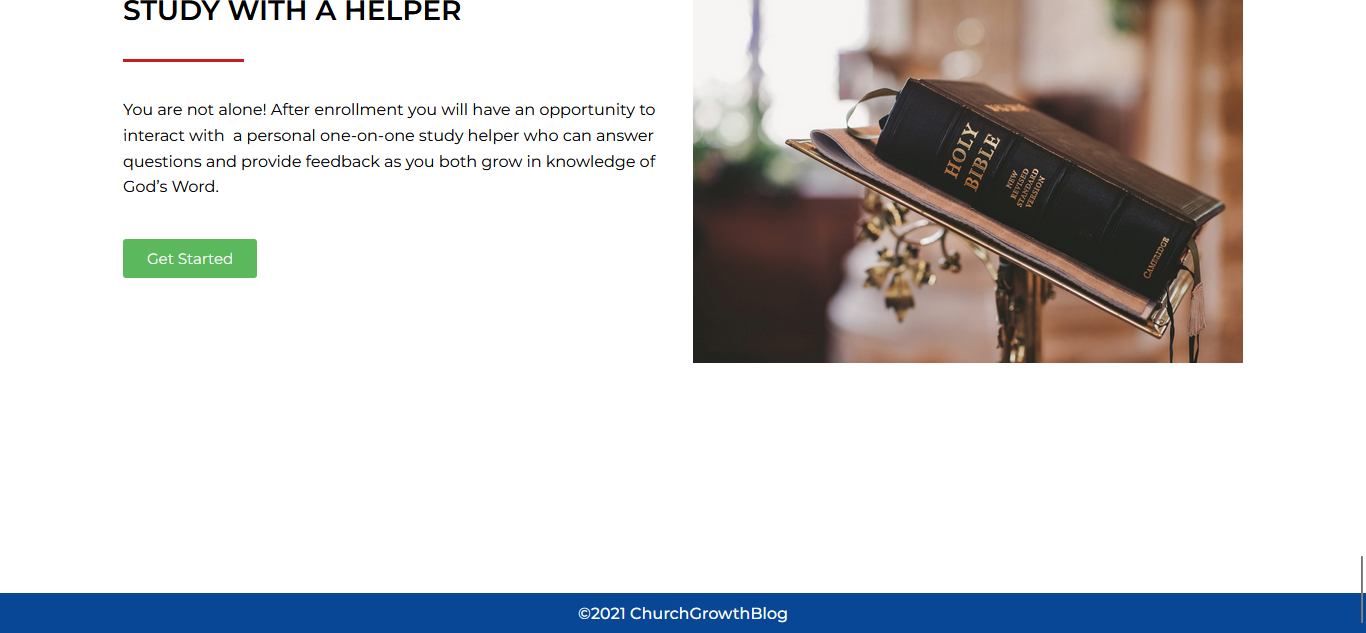 STUDY WITH A HELPER
You are not alone! After enrollment you will have an opportunity to
interact with  a personal one-on-one study helper who can answer
questions and provide feedback as you both grow in knowledge of
God’s Word.
Get Started
HOLY
BIBLE
NEW
REVISED
STANDARD
VERSION
CAMBRIDGE
©2021 ChurchGrowthBlog